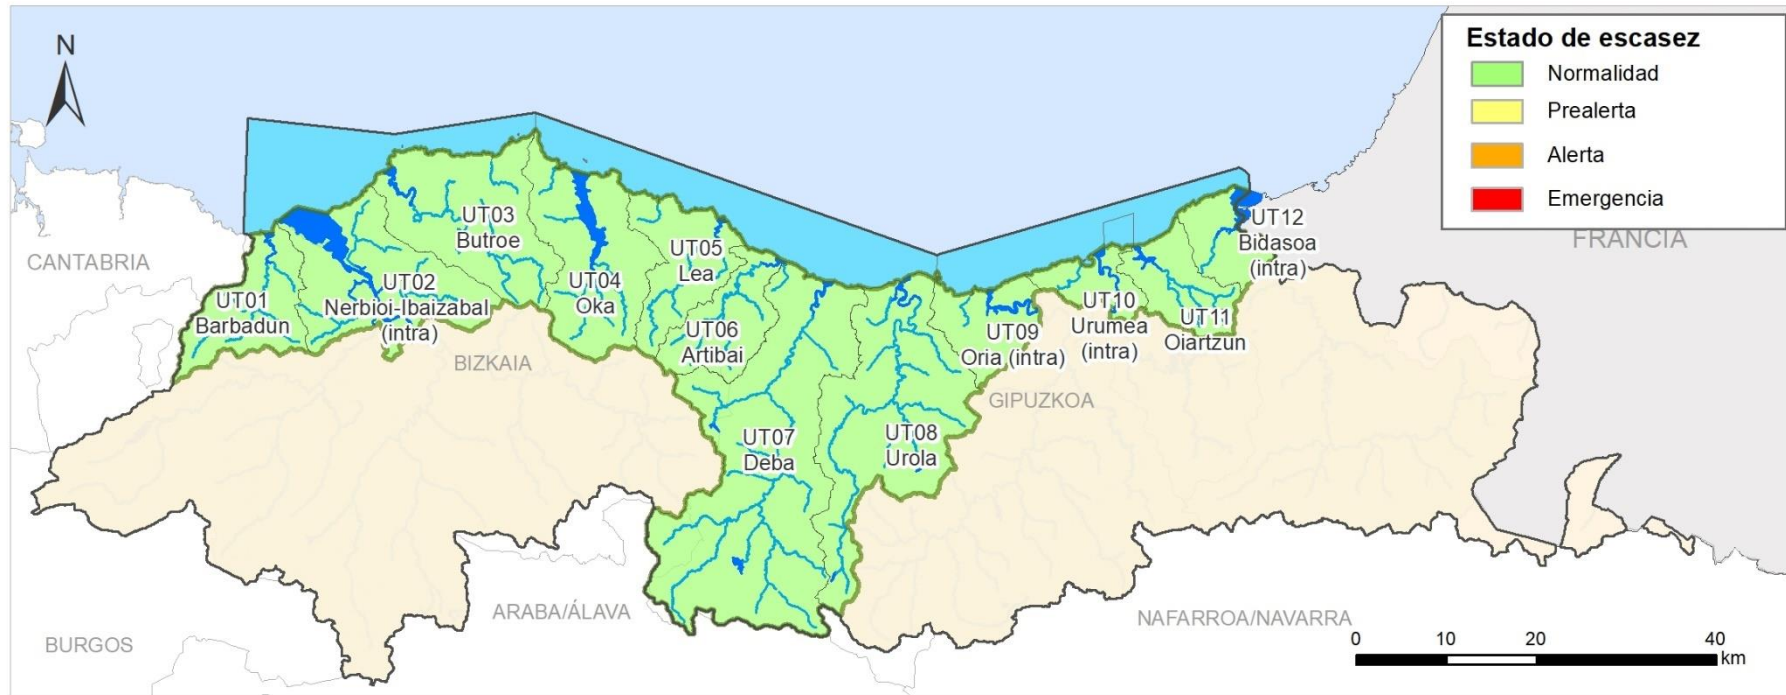 N
Estado de escasez
Normalidad
Prealerta
Alerta
Emergencia
FRANCIA
CANTABRIA
UT01
Barbadun
UT02
Nerbioi-Ibaizabal
(intra)
UT03
Butroe
UT04
Oka
UT05
Lea
UT06
Artibai
UT07
Deba
UT08
Urola
UT09
Oria (intra)
UT10
Urumea
(intra)
UT11
Oiartzun
UT12
Bidasoa
(intra)
BIZKAIA
GIPUZKOA
ARABA/ÁLAVA
BURGOS
NAFARROA/NAVARRA
0 10 20 40
km